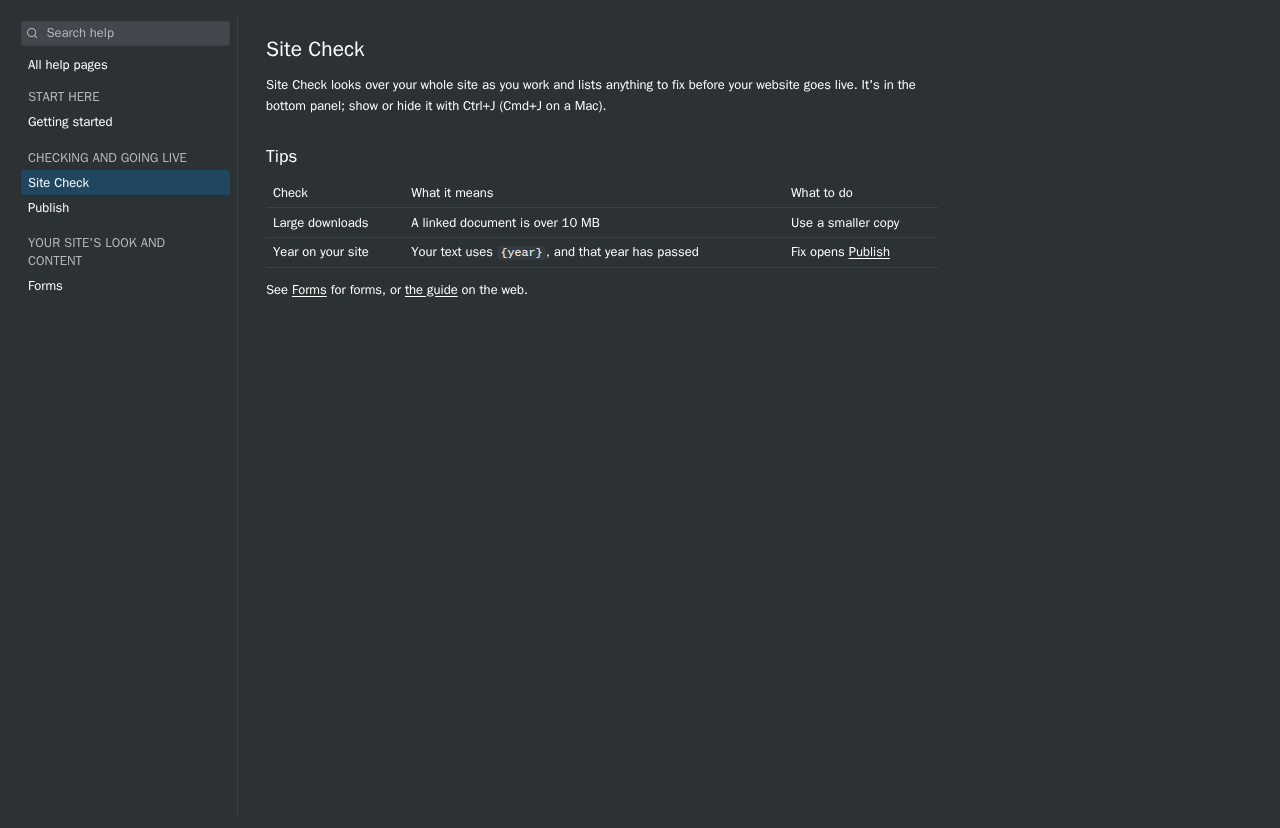 Search help
All help pages
START HERE
Getting started
CHECKING AND GOING LIVE
Site Check
Publish
YOUR SITE'S LOOK AND
CONTENT
Forms
Site Check
Site Check looks over your whole site as you work and lists anything to fix before your website goes live. It's in the
bottom panel; show or hide it with Ctrl+J (Cmd+J on a Mac).
Tips
Check What it means What to do
Large downloads A linked document is over 10 MB Use a smaller copy
Year on your site Your text uses {year}, and that year has passed Fix opens Publish
See Forms for forms, or the guide on the web.